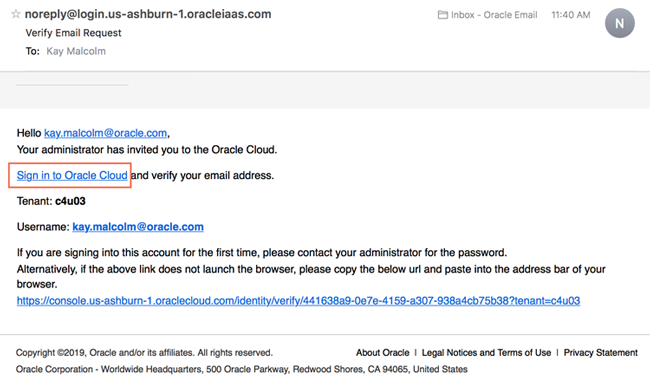 noreply@login.us-ashburn-1.oracleiaas.com
Inbox - Oracle Email
11:40 AM
N
Verify Email Request
To: Kay Malcolm
Hello kay.malcolm@oracle.com,
Your administrator has invited you to the Oracle Cloud.
Sign in to Oracle Cloud and verify your email address.
Tenant: c4u03
Username: kay.malcolm@oracle.com
If you are signing into this account for the first time, please contact your administrator for the password.
Alternatively, if the above link does not launch the browser, please copy the below url and paste into the address bar of your
browser.
https://console.us-ashburn-1.oraclecloud.com/identity/verify/441638a9-0e7e-4159-a307-938a4cb75b38?tenant=c4u03
Copyright ©2019, Oracle and/or its affiliates. All rights reserved.
About Oracle | Legal Notices and Terms of Use | Privacy Statement
Oracle Corporation - Worldwide Headquarters, 500 Oracle Parkway, Redwood Shores, CA 94065, United States